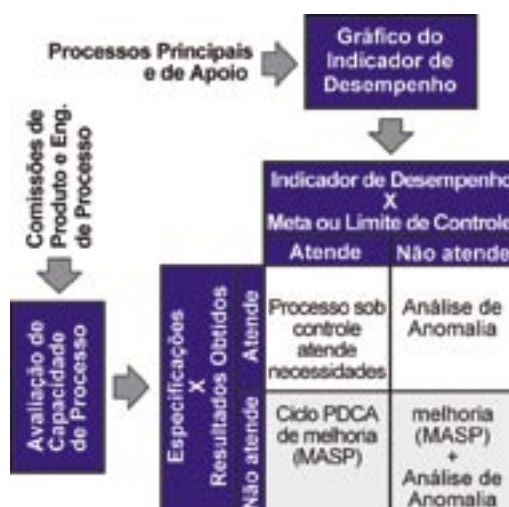 Processos Principais
e de Apoio
Gráfico do
Indicador de
Desempenho
Comissões de
Produto e Eng.
de Processo
Avaliação de
Capacidade
de Processo
Indicador de Desempenho
X
Meta ou Limite de Controle
Atende
Não atende
Especificações
X
Resultados Obtidos
Atende
Não atende
Processo sob
controle
atende
necessidades
Análise de
Anomalia
Ciclo PDCA
de melhoria
(MASP)
melhoria
(MASP)
+
Análise de
Anomalia